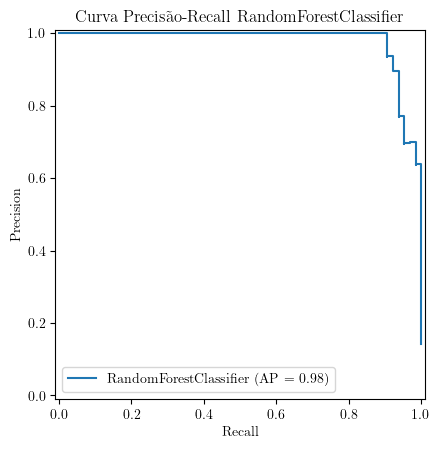 Curva Precisão-Recall RandomForestClassifier
1.0
0.8
0.6
0.4
0.2
0.0
Precision
RandomForestClassifier (AP = 0.98)
0.0 0.2 0.4 0.6 0.8 1.0
Recall